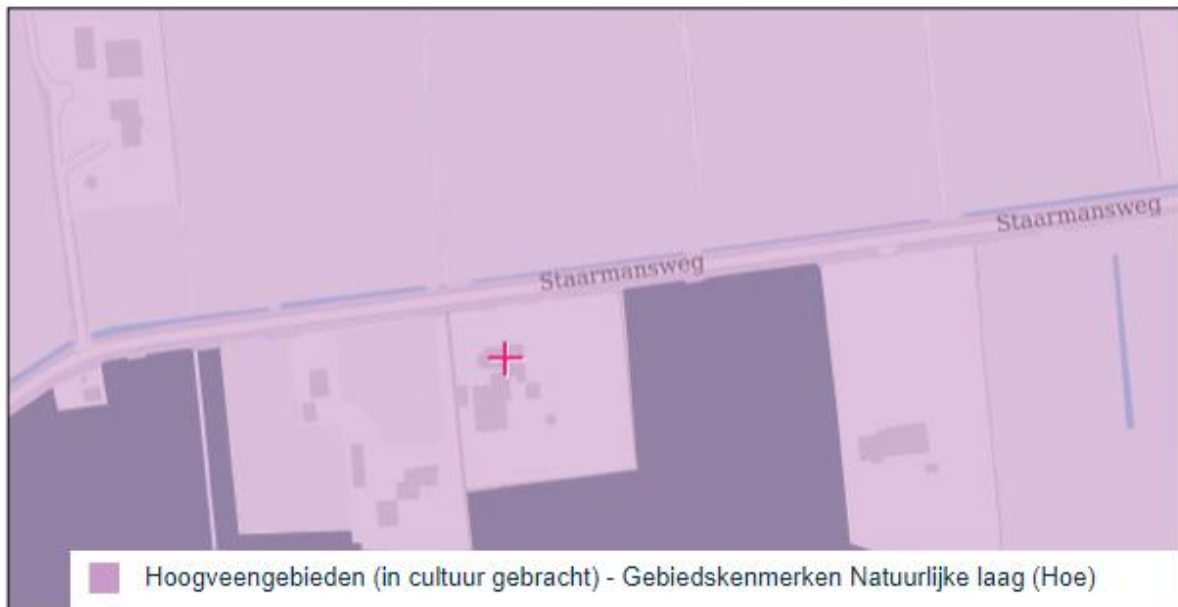 Staarmansweg
Staarmansweg
Hoogveengebieden (in cultuur gebracht) - Gebiedskenmerken Natuurlijke laag (Hoe)